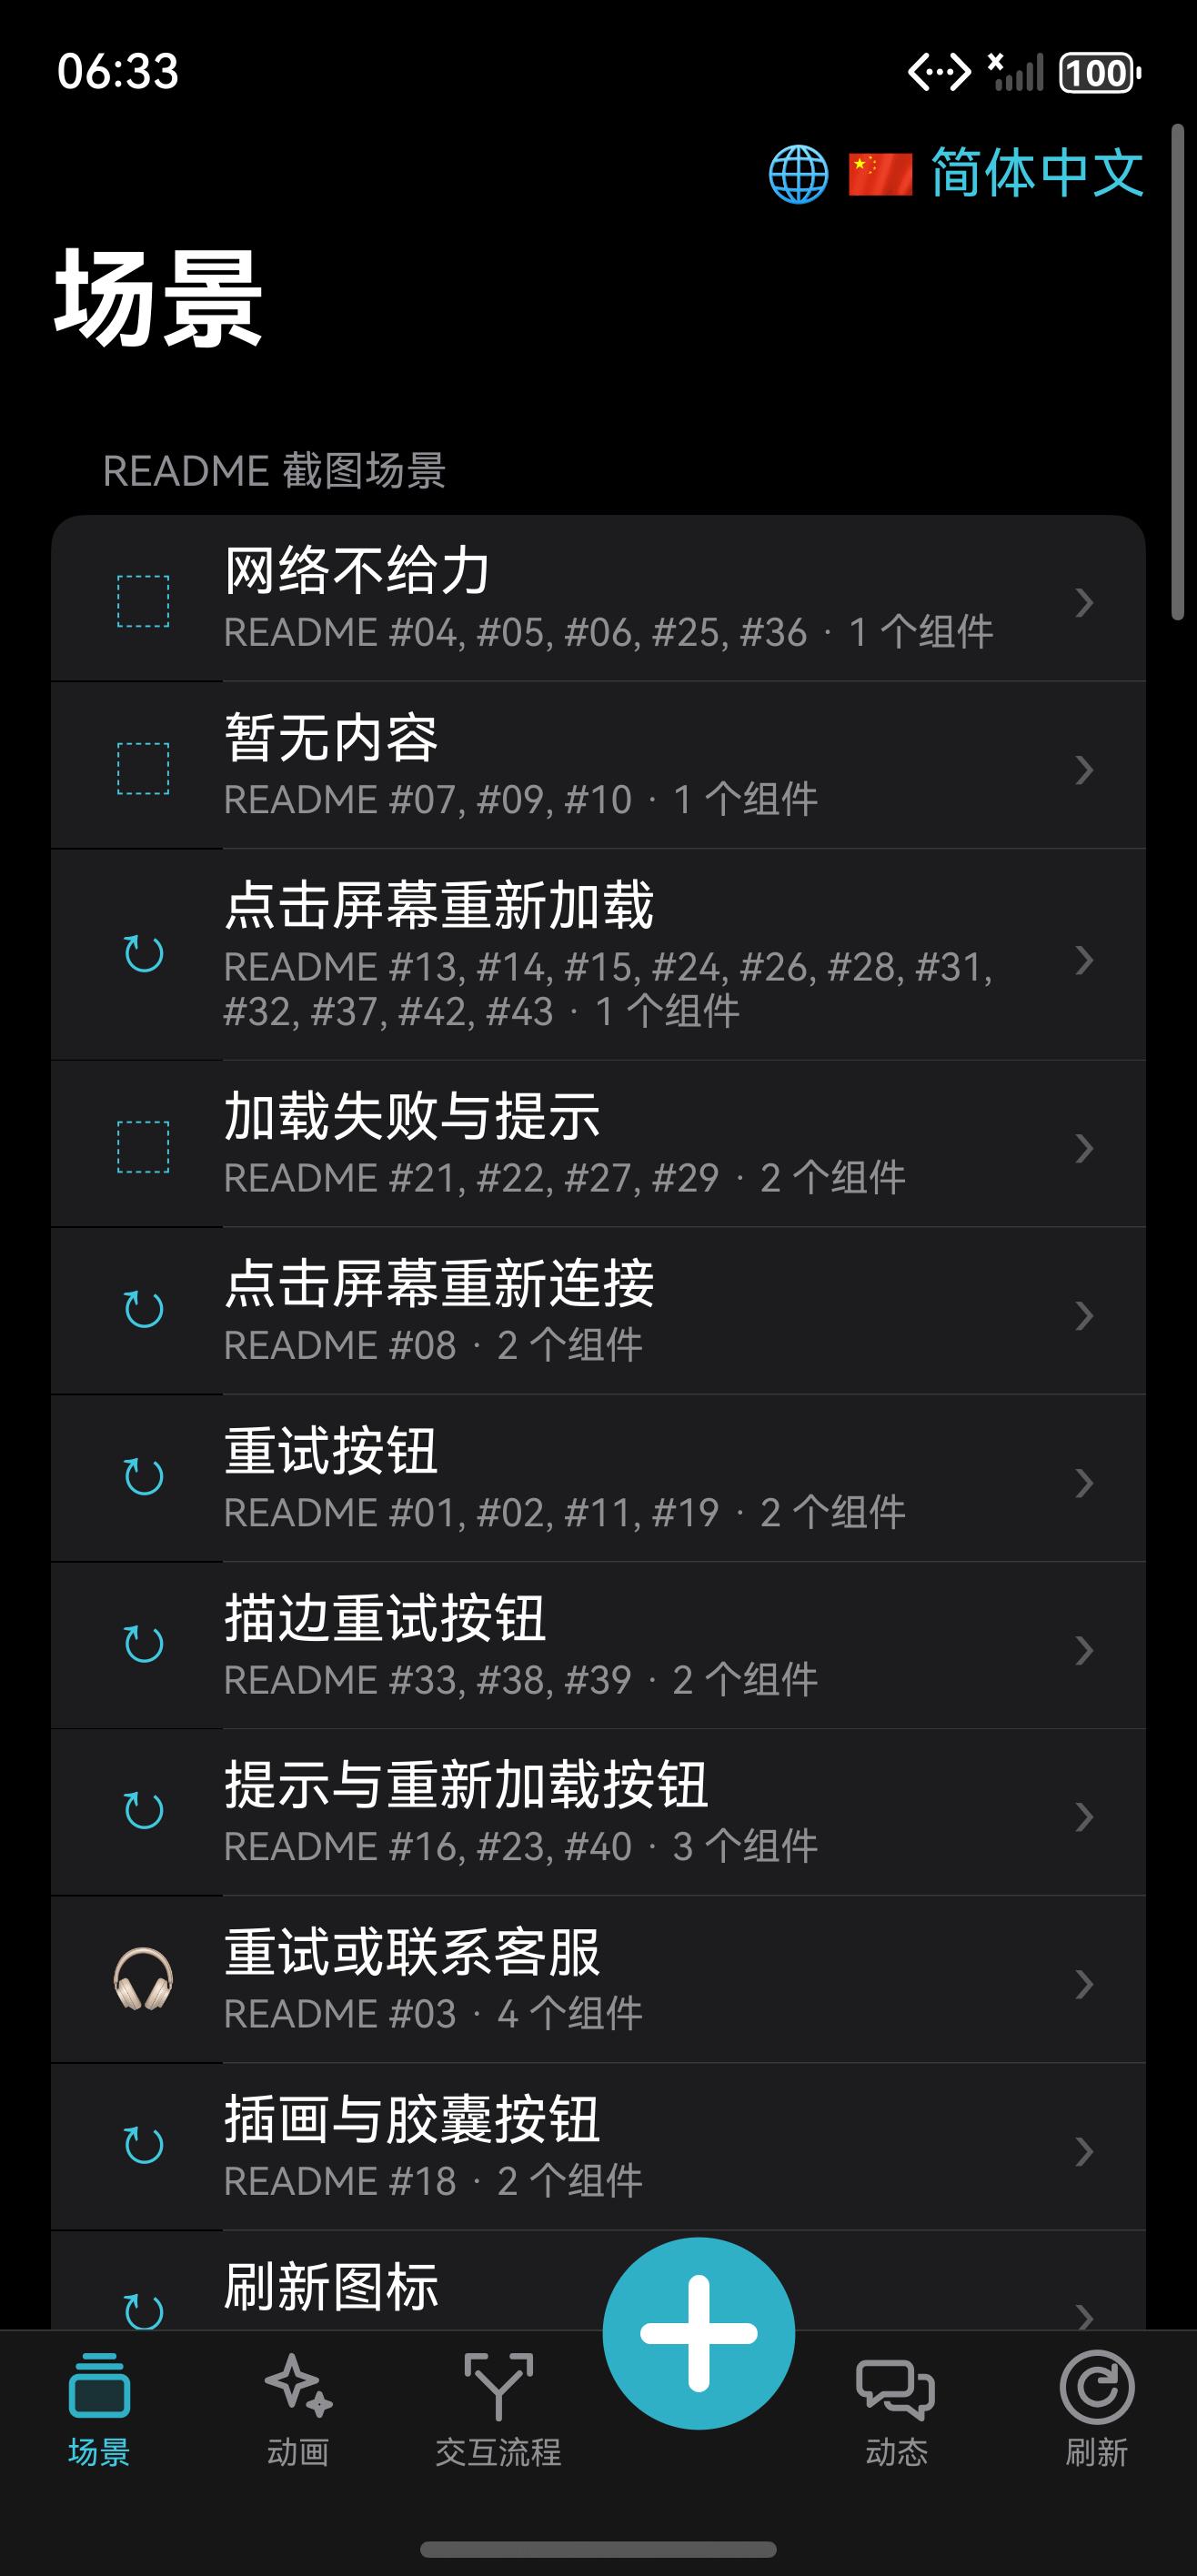 06:33
100
简体中文
场景
README 截图场景
网络不给力
README #04, #05, #06, #25, #36 · 1 个组件
暂无内容
README #07, #09, #10 · 1 个组件
点击屏幕重新加载
README #13, #14, #15, #24, #26, #28, #31,
#32, #37, #42, #43 · 1 个组件
加载失败与提示
README #21, #22, #27, #29 · 2 个组件
点击屏幕重新连接
README #08 · 2 个组件
重试按钮
README #01, #02, #11, #19 · 2 个组件
描边重试按钮
README #33, #38, #39 · 2 个组件
提示与重新加载按钮
README #16, #23, #40 · 3 个组件
重试或联系客服
README #03 · 4 个组件
插画与胶囊按钮
README #18 · 2 个组件
刷新图标
场景
动画
交互流程
动态
刷新